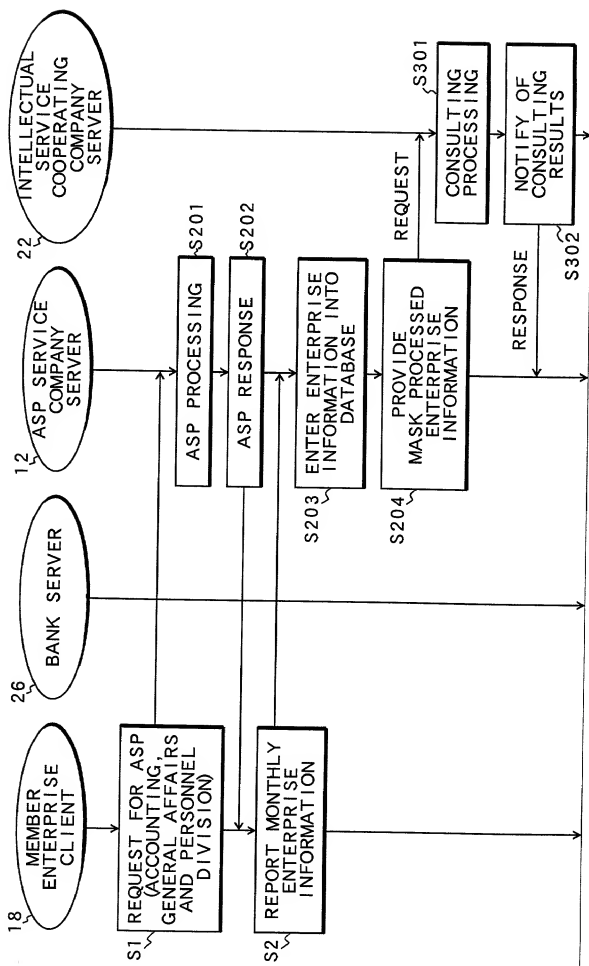 18
MEMBER
ENTERPRISE
CLIENT
26
BANK SERVER
12
ASP SERVICE
COMPANY
SERVER
22
INTELLECTUAL
SERVICE
COOPERATING
COMPANY
SERVER
S1
REQUEST FOR ASP
(ACCOUNTING,
GENERAL AFFAIRS
AND PERSONNEL
DIVISION)
ASP PROCESSING
S201
ASP RESPONSE
S202
S2
REPORT MONTHLY
ENTERPRISE
INFORMATION
S203
ENTER ENTERPRISE
INFORMATION INTO
DATABASE
S204
PROVIDE
MASK PROCESSED
ENTERPRISE
INFORMATION
REQUEST
CONSULTING
PROCESSING
S301
NOTIFY OF
CONSULTING
RESULTS
S302
RESPONSE